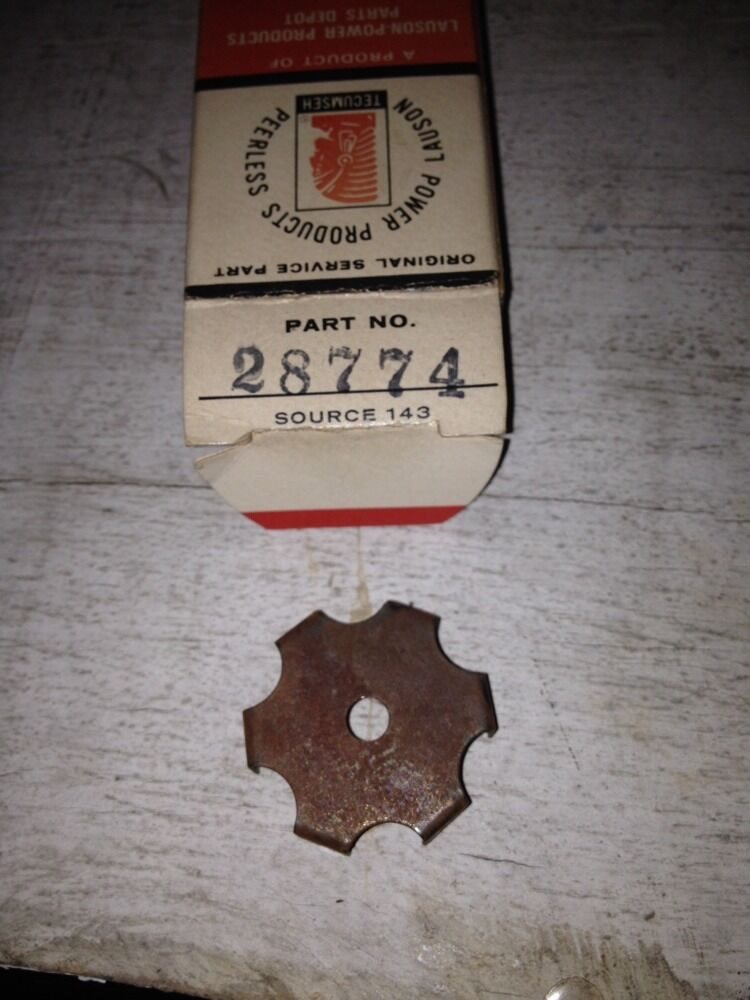 A PRODUCT OF
LAUSON-POWER PRODUCTS
PARTS DEPOT
ORIGINAL SERVICE PART
LAUSON POWER PRODUCTS PEERLESS
TECUMSEH
PART NO.
28774
SOURCE 143